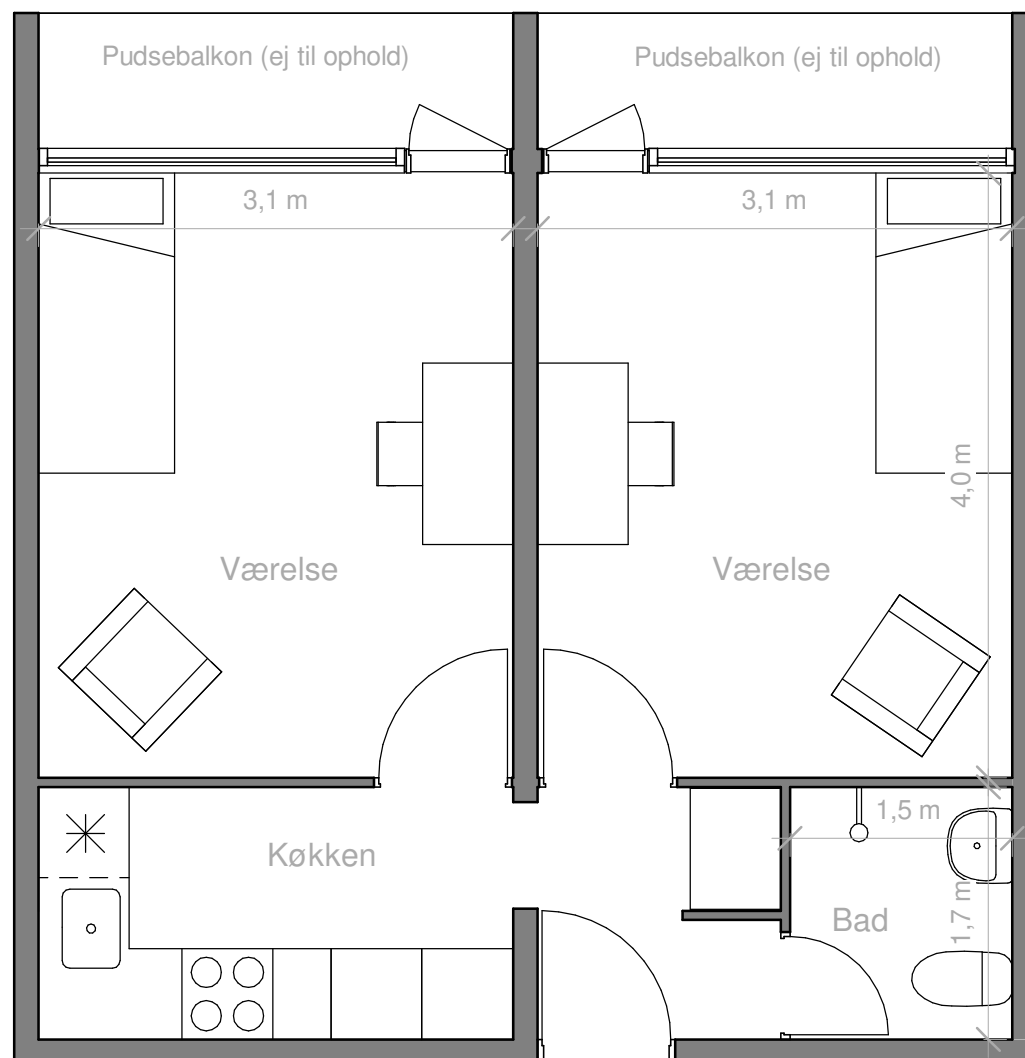 Pudsebalkon (ej til ophold)
Pudsebalkon (ej til ophold)
3,1 m
3,1 m
4,0 m
Værelse
Værelse
1,5 m
Køkken
Bad
1,7 m